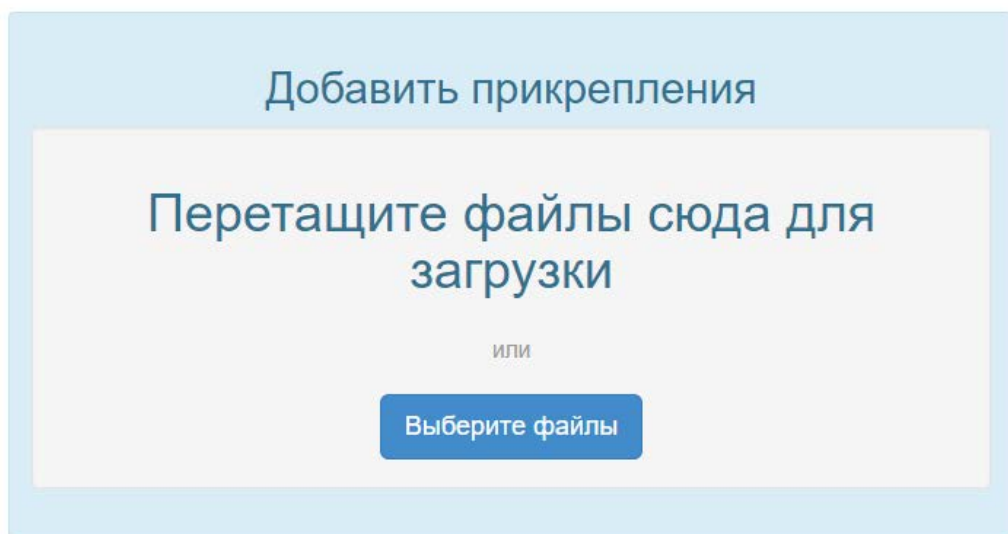 Добавить прикрепления
Перетащите файлы сюда для
загрузки
или
Выберите файлы